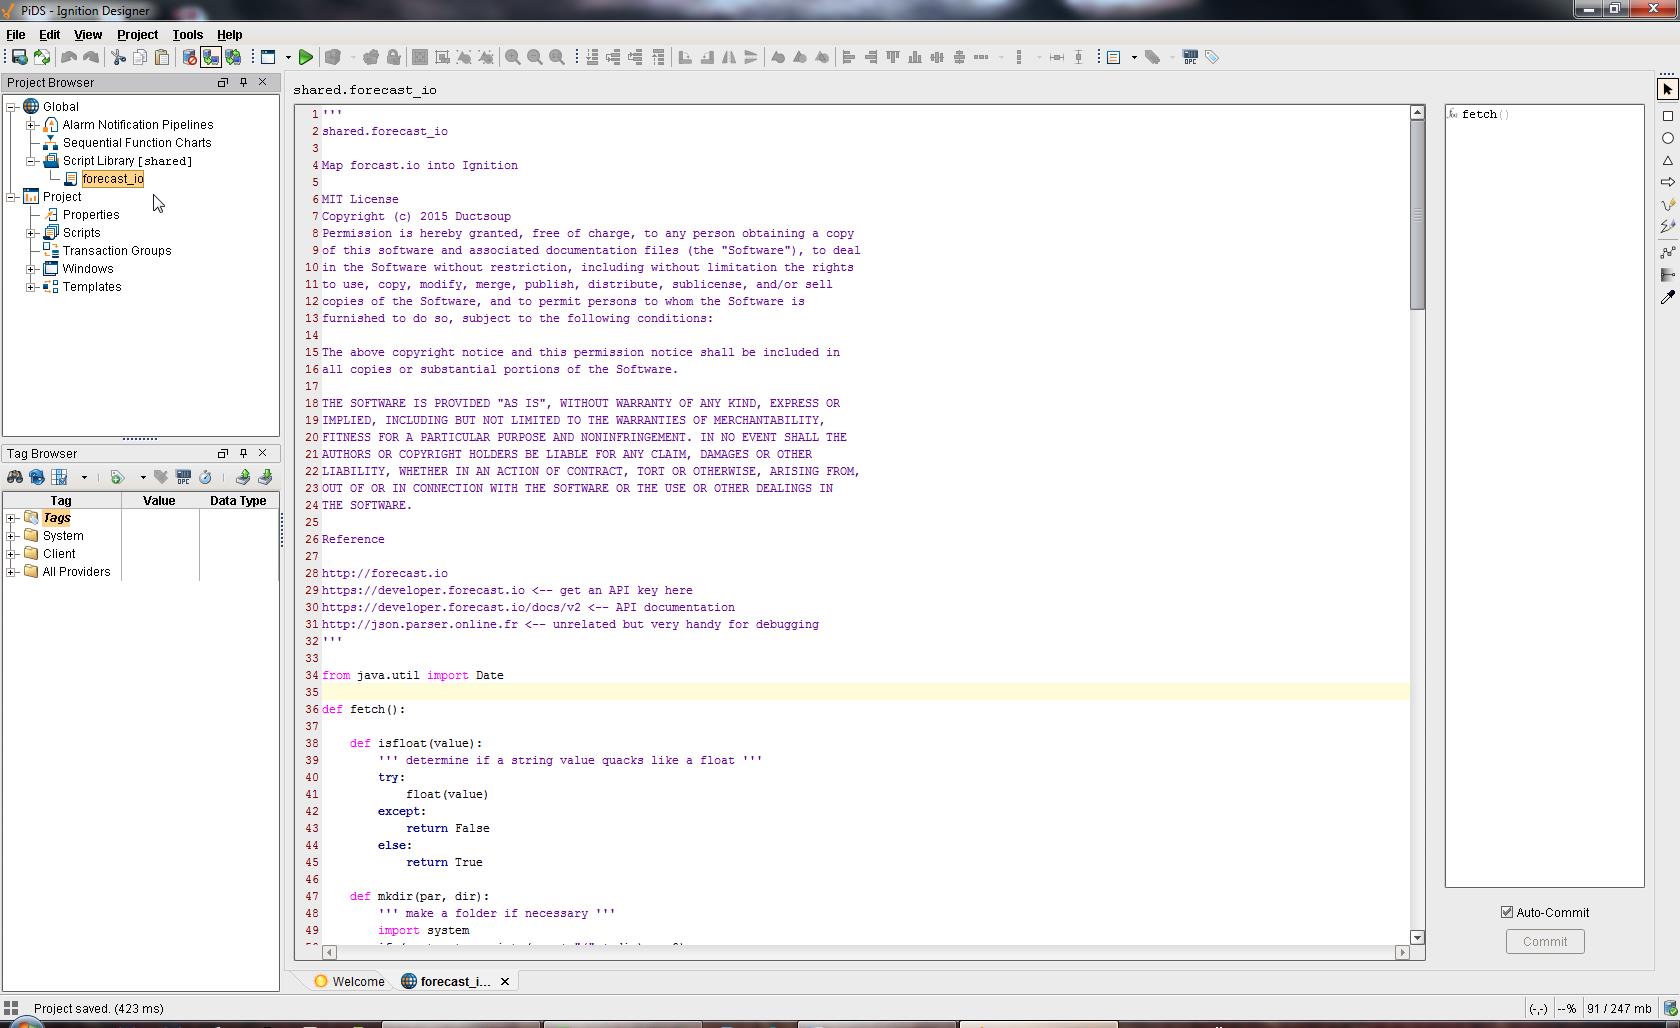 PiDS - Ignition Designer
File Edit View Project Tools Help
Project Browser
Global
Alarm Notification Pipelines
Sequential Function Charts
Script Library [shared]
forecast_io
Project
Properties
Scripts
Transaction Groups
Windows
Templates
Tag Browser
Tag Value Data Type
Tags
System
Client
All Providers
shared.forecast_io
1 '''
2 shared.forecast_io
3
4 Map forcast.io into Ignition
5
6 MIT License
7 Copyright (c) 2015 Ductsoup
8 Permission is hereby granted, free of charge, to any person obtaining a copy
9 of this software and associated documentation files (the "Software"), to deal
10 in the Software without restriction, including without limitation the rights
11 to use, copy, modify, merge, publish, distribute, sublicense, and/or sell
12 copies of the Software, and to permit persons to whom the Software is
13 furnished to do so, subject to the following conditions:
14
15 The above copyright notice and this permission notice shall be included in
16 all copies or substantial portions of the Software.
17
18 THE SOFTWARE IS PROVIDED "AS IS", WITHOUT WARRANTY OF ANY KIND, EXPRESS OR
19 IMPLIED, INCLUDING BUT NOT LIMITED TO THE WARRANTIES OF MERCHANTABILITY,
20 FITNESS FOR A PARTICULAR PURPOSE AND NONINFRINGEMENT. IN NO EVENT SHALL THE
21 AUTHORS OR COPYRIGHT HOLDERS BE LIABLE FOR ANY CLAIM, DAMAGES OR OTHER
22 LIABILITY, WHETHER IN AN ACTION OF CONTRACT, TORT OR OTHERWISE, ARISING FROM,
23 OUT OF OR IN CONNECTION WITH THE SOFTWARE OR THE USE OR OTHER DEALINGS IN
24 THE SOFTWARE.
25
26 Reference
27
28 http://forecast.io
29 https://developer.forecast.io <-- get an API key here
30 https://developer.forecast.io/docs/v2 <-- API documentation
31 http://json.parser.online.fr <-- unrelated but very handy for debugging
32 '''
33
34 from java.util import Date
35
36 def fetch():
37
38 def isfloat(value):
39 ''' determine if a string value quacks like a float '''
40 try:
41 float(value)
42 except:
43 return False
44 else:
45 return True
46
47 def mkdir(par, dir):
48 ''' make a folder if necessary '''
49 import system
fetch()
Auto-Commit
Commit
Welcome forecast_i...
Project saved. (423 ms)
(-,-) --% 91 / 247 mb